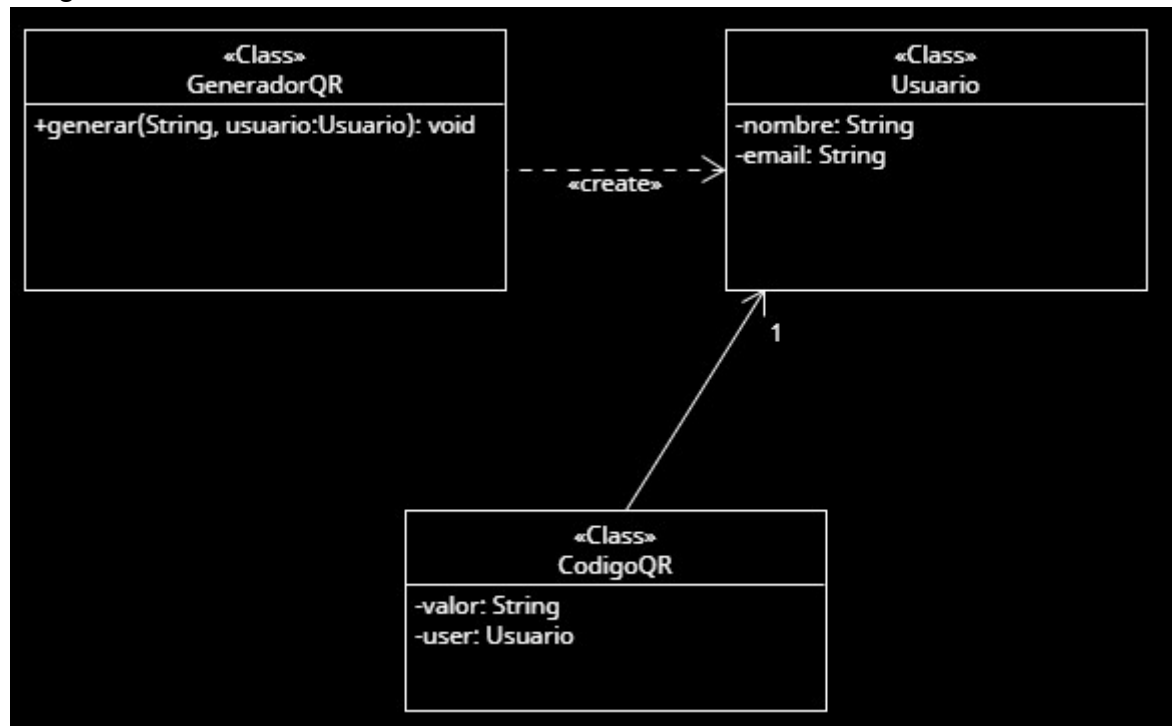 «Class»
GeneradorQR
+generar(String, usuario:Usuario): void
«Class»
Usuario
-nombre: String
-email: String
«create»
1
«Class»
CodigoQR
-valor: String
-user: Usuario